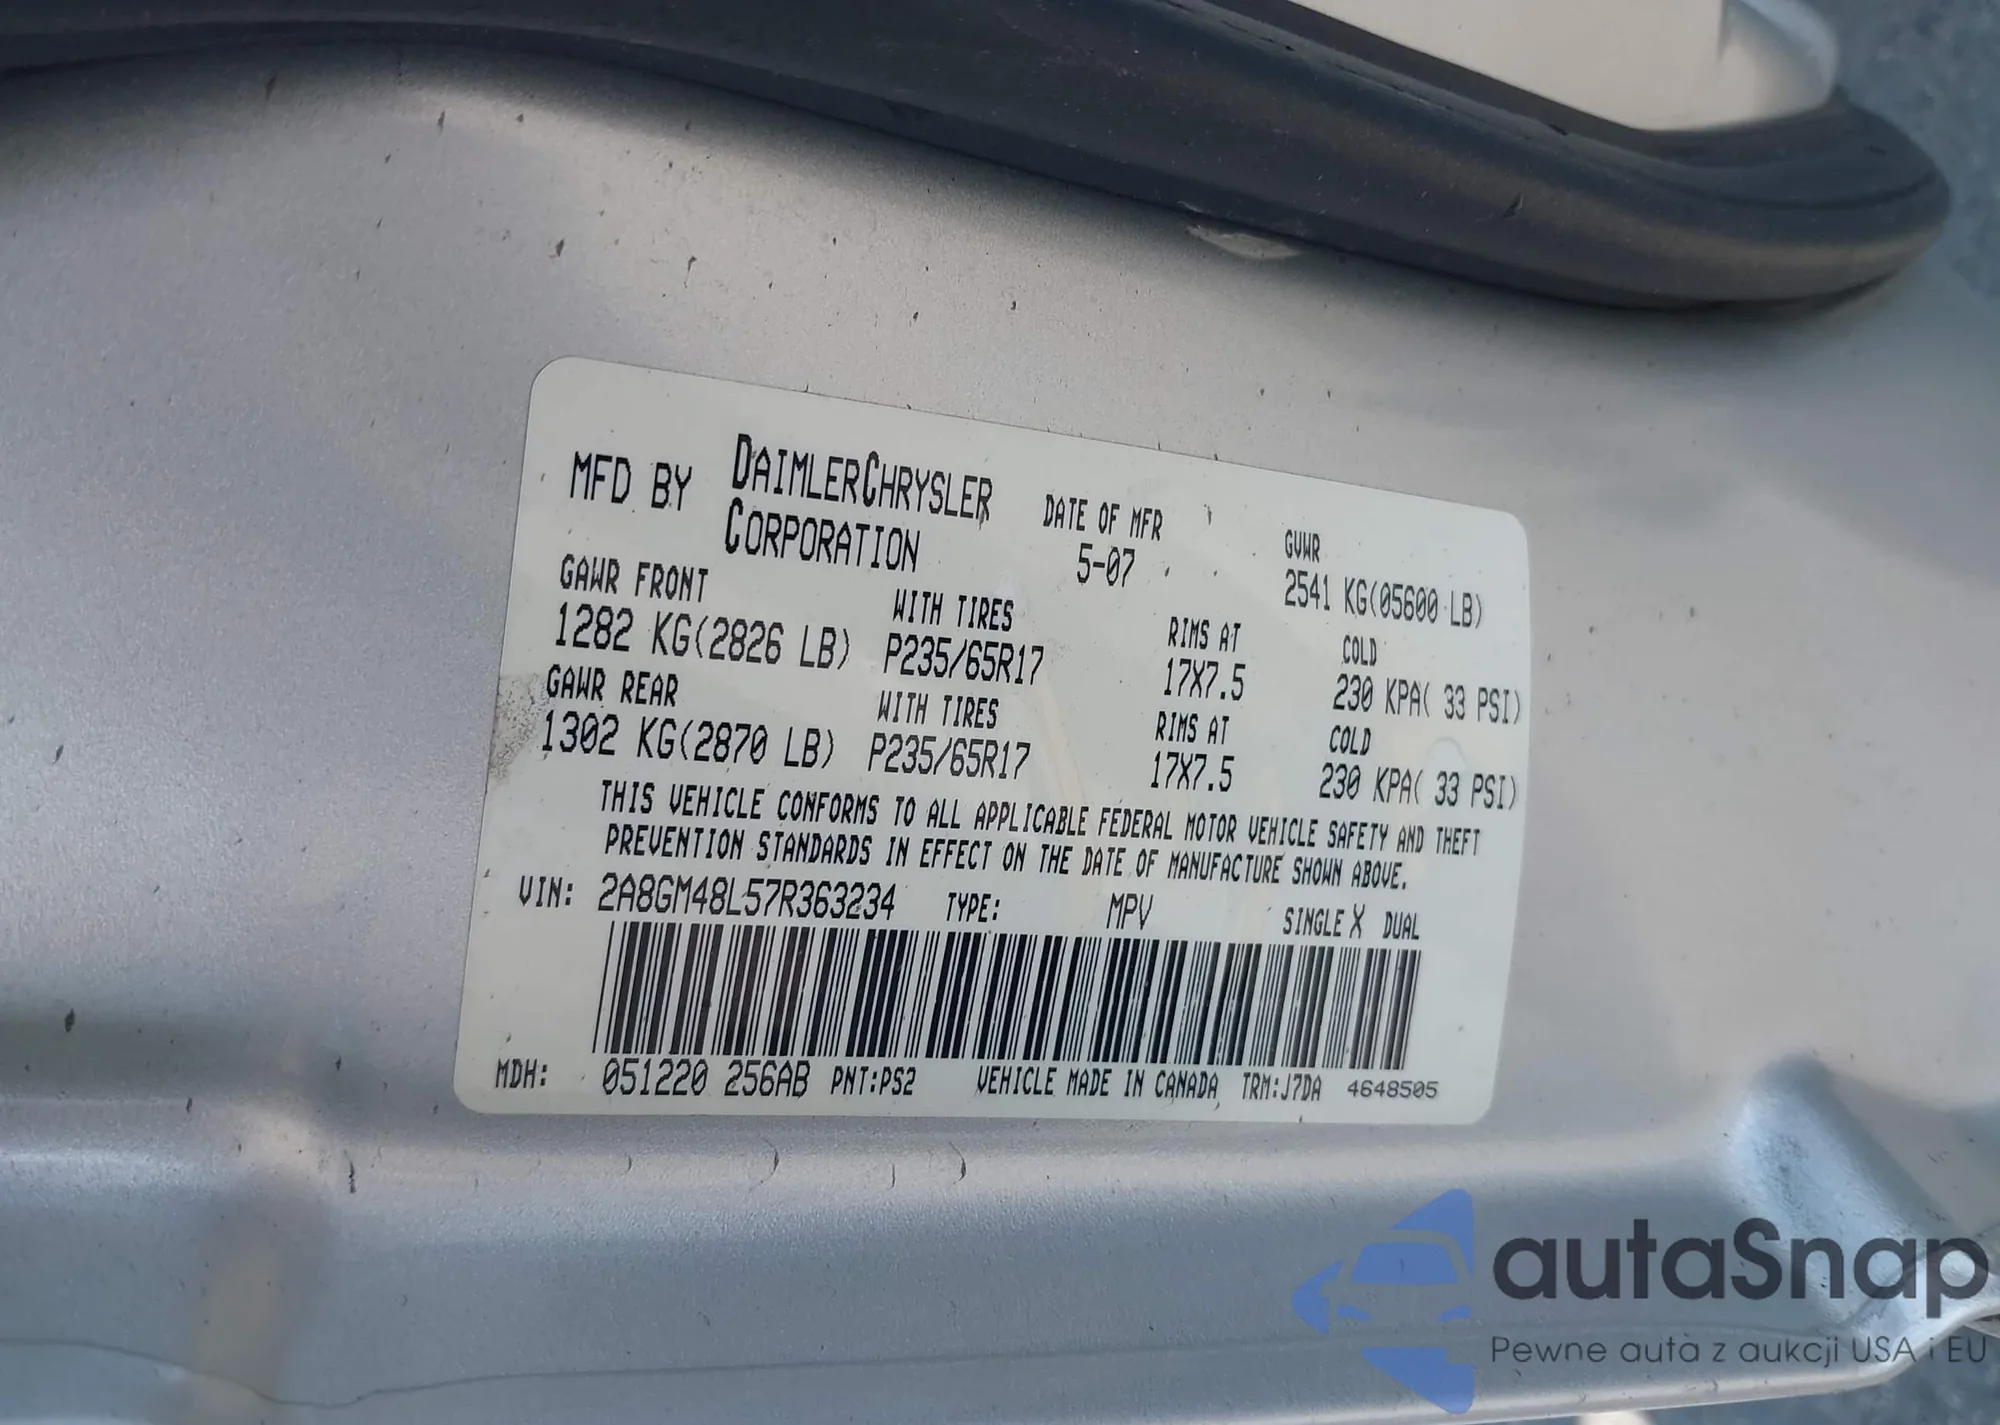 MFD BY DAIMLERCHRYSLER CORPORATION
DATE OF MFR 5-07
GVWR 2541 KG(05600 LB)
GAWR FRONT WITH TIRES RIMS AT COLD
1282 KG(2826 LB) P235/65R17 17X7.5 230 KPA( 33 PSI)
GAWR REAR WITH TIRES RIMS AT COLD
1302 KG(2870 LB) P235/65R17 17X7.5 230 KPA( 33 PSI)
THIS VEHICLE CONFORMS TO ALL APPLICABLE FEDERAL MOTOR VEHICLE SAFETY AND THEFT
PREVENTION STANDARDS IN EFFECT ON THE DATE OF MANUFACTURE SHOWN ABOVE.
VIN: 2A8GM48L57R363234 TYPE: MPV SINGLE X DUAL
MDH: 051220 256AB PNT:PS2 VEHICLE MADE IN CANADA TRM:J7DA 4648505
autaSnap
Pewne auta z aukcji USA i EU